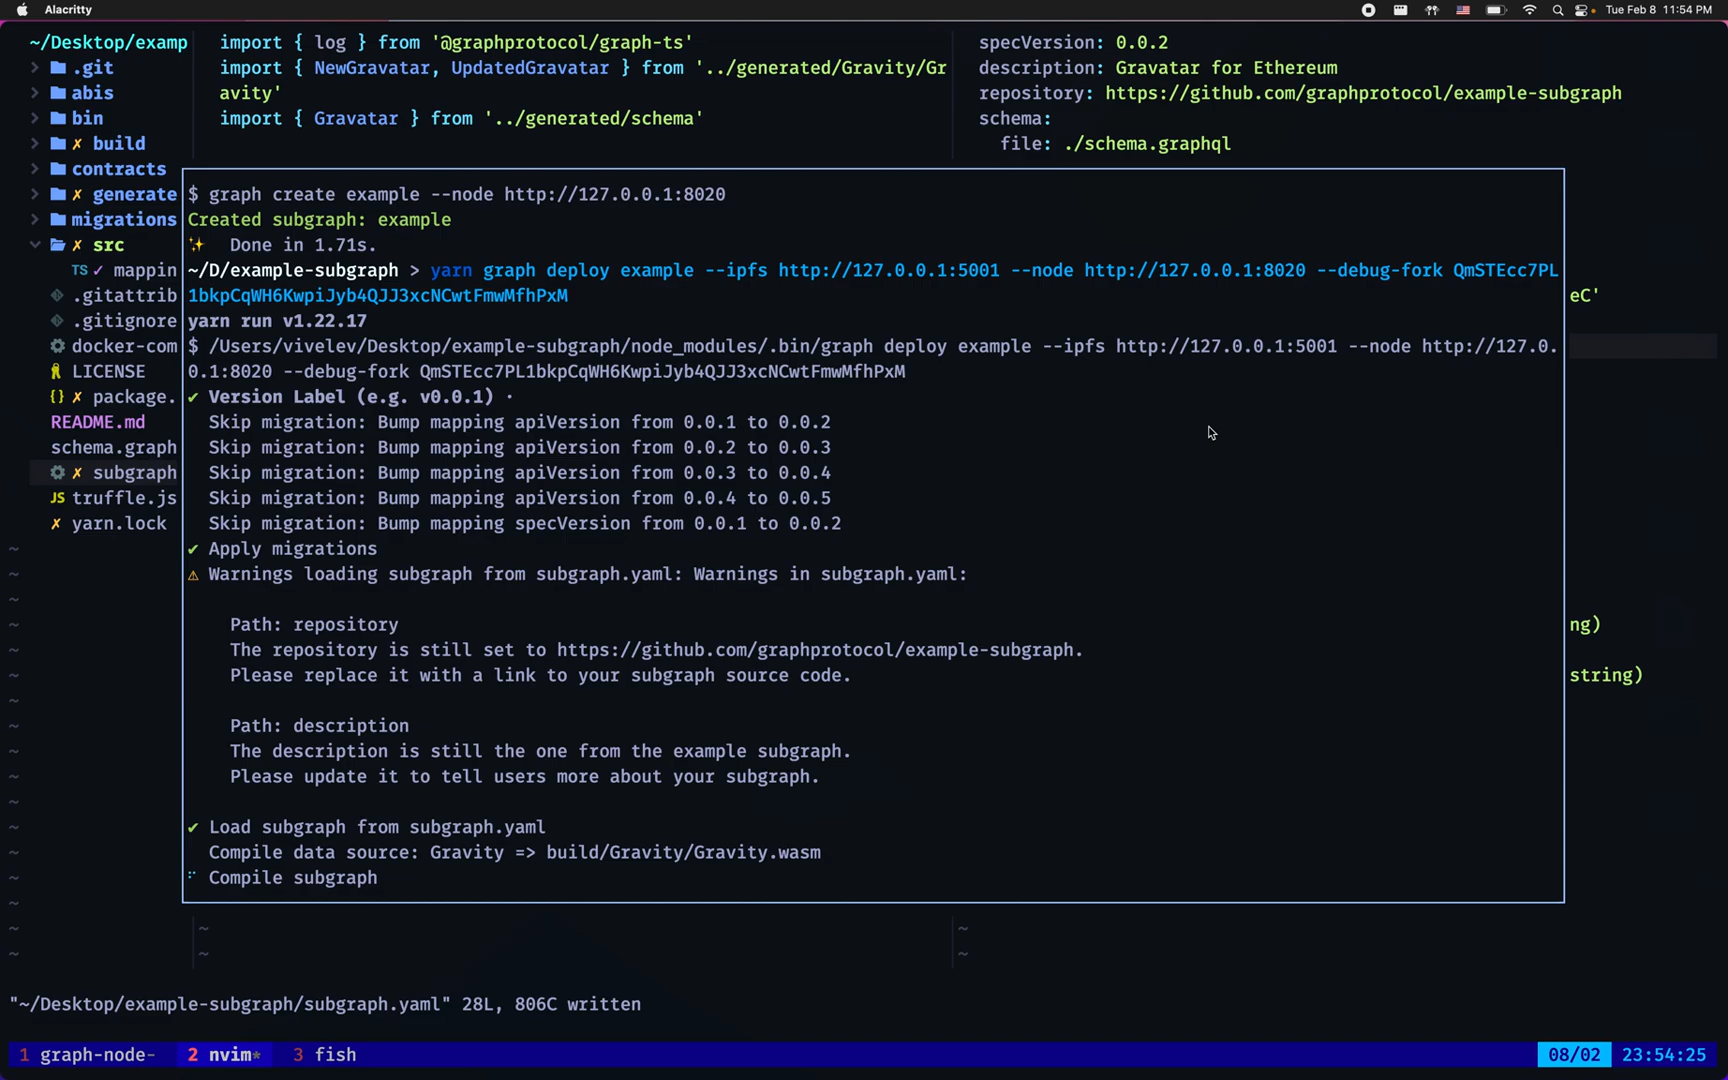 Alacritty
Tue Feb 8 11:54 PM
~/Desktop/examp
.git
abis
bin
✗ build
contracts
✗ generate
migrations
✗ src
TS ✓ mappin
.gitattrib
.gitignore
docker-com
LICENSE
{} ✗ package.
README.md
schema.graph
✗ subgraph
JS truffle.js
✗ yarn.lock
import { log } from '@graphprotocol/graph-ts'
import { NewGravatar, UpdatedGravatar } from '../generated/Gravity/Gr
avity'
import { Gravatar } from '../generated/schema'
specVersion: 0.0.2
description: Gravatar for Ethereum
repository: https://github.com/graphprotocol/example-subgraph
schema:
file: ./schema.graphql
eC'
ng)
string)
$ graph create example --node http://127.0.0.1:8020
Created subgraph: example
✨ Done in 1.71s.
~/D/example-subgraph > yarn graph deploy example --ipfs http://127.0.0.1:5001 --node http://127.0.0.1:8020 --debug-fork QmSTEcc7PL
1bkpCqWH6KwpiJyb4QJJ3xcNCwtFmwMfhPxM
yarn run v1.22.17
$ /Users/vivelev/Desktop/example-subgraph/node_modules/.bin/graph deploy example --ipfs http://127.0.0.1:5001 --node http://127.0.
0.1:8020 --debug-fork QmSTEcc7PL1bkpCqWH6KwpiJyb4QJJ3xcNCwtFmwMfhPxM
✔ Version Label (e.g. v0.0.1) ·
Skip migration: Bump mapping apiVersion from 0.0.1 to 0.0.2
Skip migration: Bump mapping apiVersion from 0.0.2 to 0.0.3
Skip migration: Bump mapping apiVersion from 0.0.3 to 0.0.4
Skip migration: Bump mapping apiVersion from 0.0.4 to 0.0.5
Skip migration: Bump mapping specVersion from 0.0.1 to 0.0.2
✔ Apply migrations
⚠ Warnings loading subgraph from subgraph.yaml: Warnings in subgraph.yaml:
Path: repository
The repository is still set to https://github.com/graphprotocol/example-subgraph.
Please replace it with a link to your subgraph source code.
Path: description
The description is still the one from the example subgraph.
Please update it to tell users more about your subgraph.
✔ Load subgraph from subgraph.yaml
Compile data source: Gravity => build/Gravity/Gravity.wasm
Compile subgraph
"~/Desktop/example-subgraph/subgraph.yaml" 28L, 806C written
1 graph-node- 2 nvim* 3 fish
08/02 23:54:25